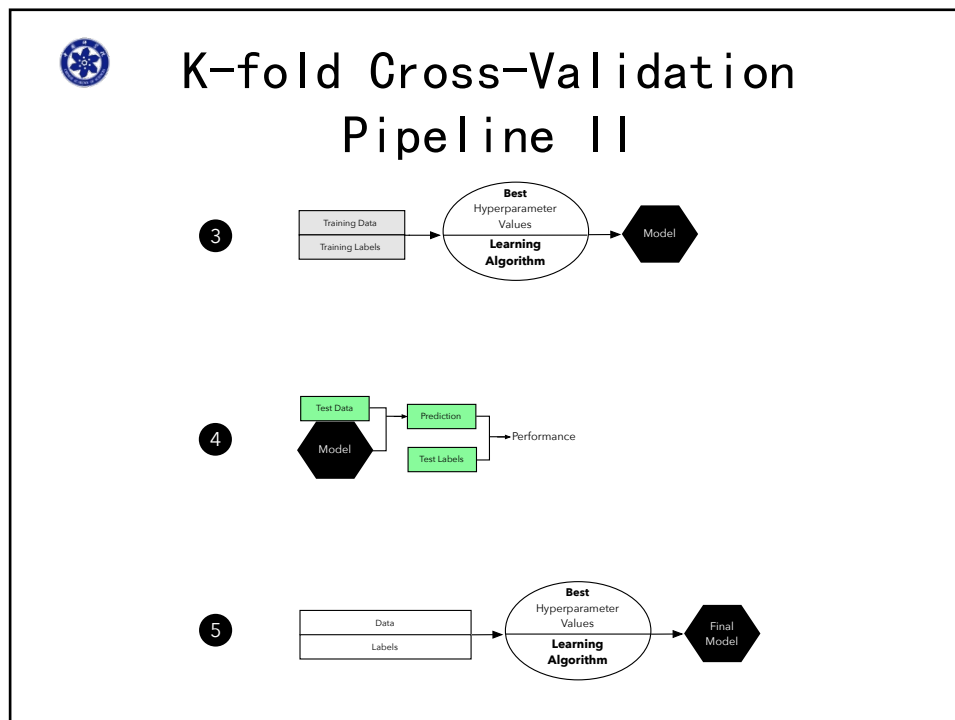 K-fold Cross-Validation
Pipeline II
3
Training Data
Training Labels
Best
Hyperparameter
Values
Learning
Algorithm
Model
4
Test Data
Model
Prediction
Test Labels
Performance
5
Data
Labels
Best
Hyperparameter
Values
Learning
Algorithm
Final
Model